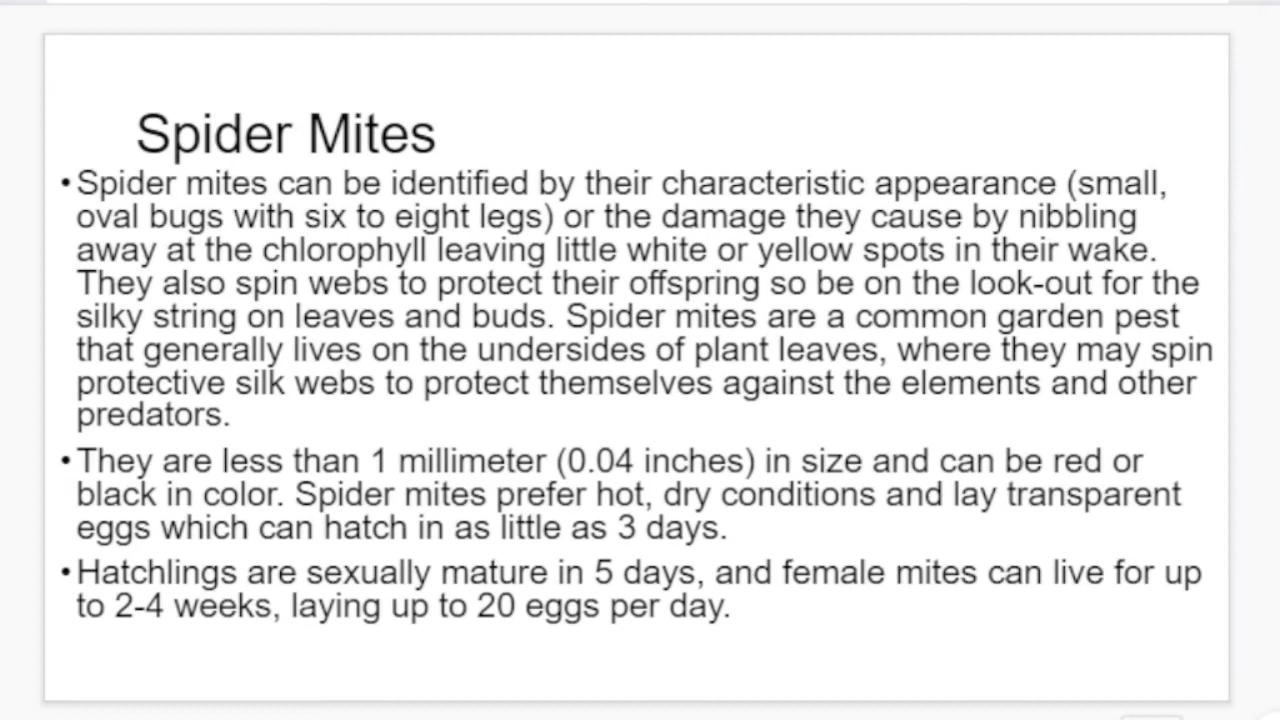 Spider Mites
• Spider mites can be identified by their characteristic appearance (small,
oval bugs with six to eight legs) or the damage they cause by nibbling
away at the chlorophyll leaving little white or yellow spots in their wake.
They also spin webs to protect their offspring so be on the look-out for the
silky string on leaves and buds. Spider mites are a common garden pest
that generally lives on the undersides of plant leaves, where they may spin
protective silk webs to protect themselves against the elements and other
predators.
• They are less than 1 millimeter (0.04 inches) in size and can be red or
black in color. Spider mites prefer hot, dry conditions and lay transparent
eggs which can hatch in as little as 3 days.
• Hatchlings are sexually mature in 5 days, and female mites can live for up
to 2-4 weeks, laying up to 20 eggs per day.